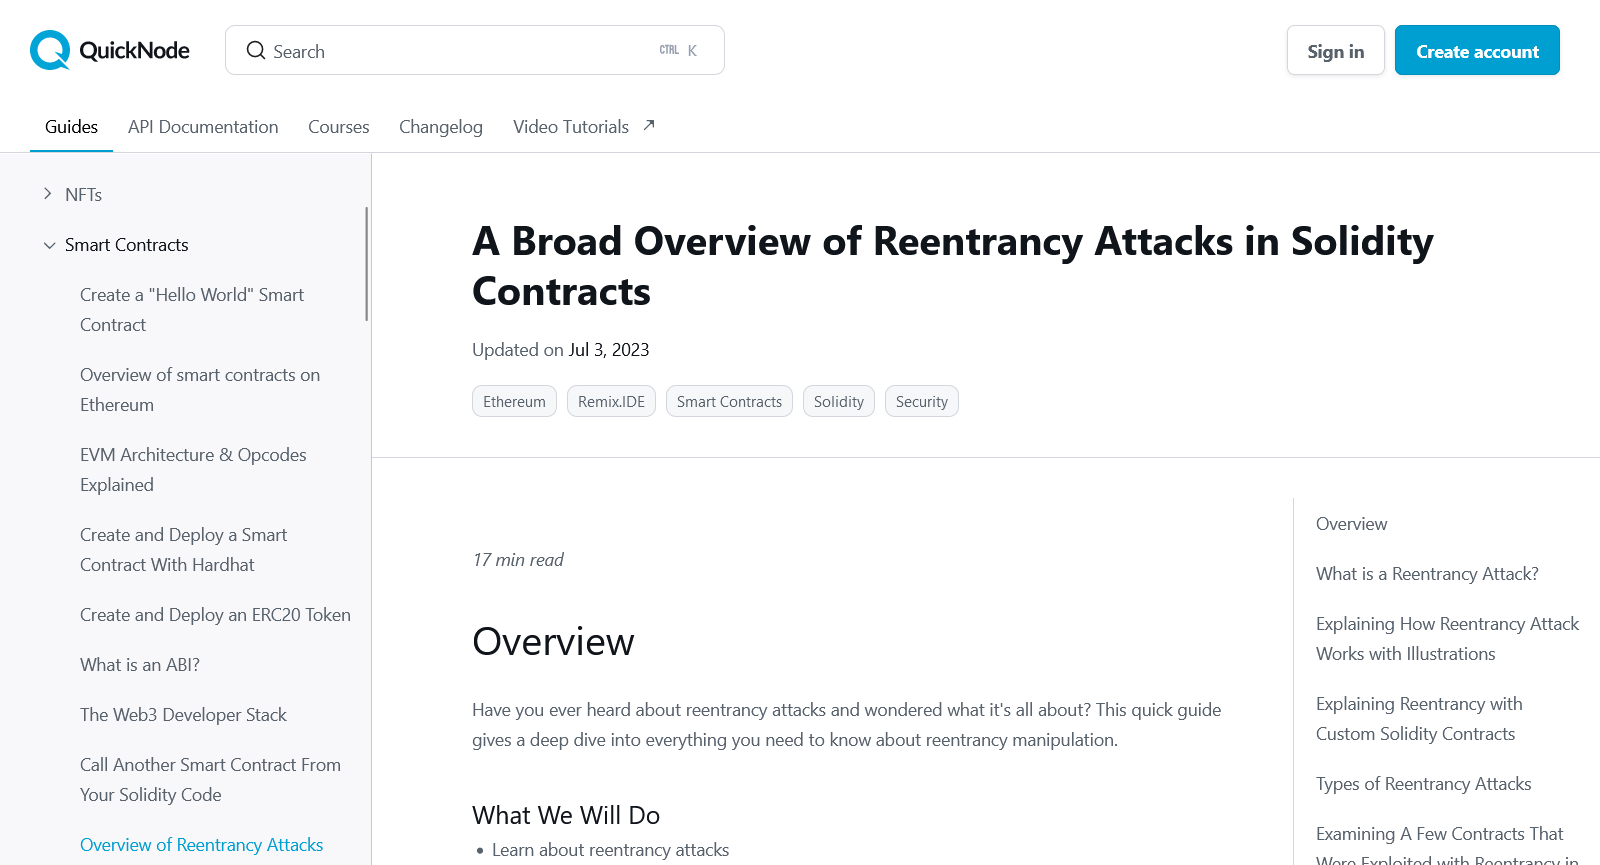 QuickNode
Search
CTRL K
Sign in
Create account
Guides
API Documentation
Courses
Changelog
Video Tutorials
NFTs
Smart Contracts
Create a "Hello World" Smart
Contract
Overview of smart contracts on
Ethereum
EVM Architecture & Opcodes
Explained
Create and Deploy a Smart
Contract With Hardhat
Create and Deploy an ERC20 Token
What is an ABI?
The Web3 Developer Stack
Call Another Smart Contract From
Your Solidity Code
Overview of Reentrancy Attacks
A Broad Overview of Reentrancy Attacks in Solidity
Contracts
Updated on Jul 3, 2023
Ethereum
Remix.IDE
Smart Contracts
Solidity
Security
17 min read
Overview
Have you ever heard about reentrancy attacks and wondered what it's all about? This quick guide
gives a deep dive into everything you need to know about reentrancy manipulation.
What We Will Do
• Learn about reentrancy attacks
Overview
What is a Reentrancy Attack?
Explaining How Reentrancy Attack
Works with Illustrations
Explaining Reentrancy with
Custom Solidity Contracts
Types of Reentrancy Attacks
Examining A Few Contracts That
Were Exploited with Reentrancy in